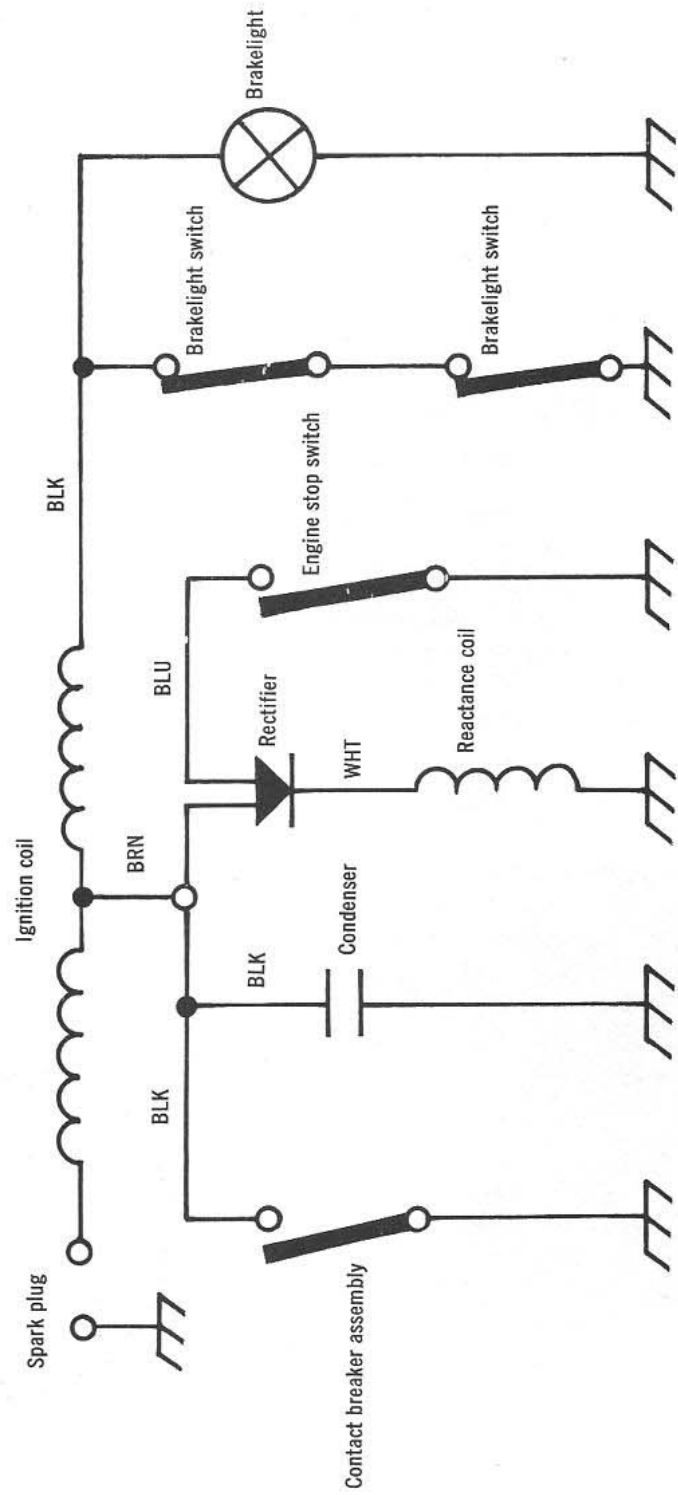 Spark plug
Ignition coil
BLK
Brakelight
BRN
BLK
BLK
BLU
WHT
Rectifier
Condenser
Reactance coil
Engine stop switch
Brakelight switch
Brakelight switch
Contact breaker assembly